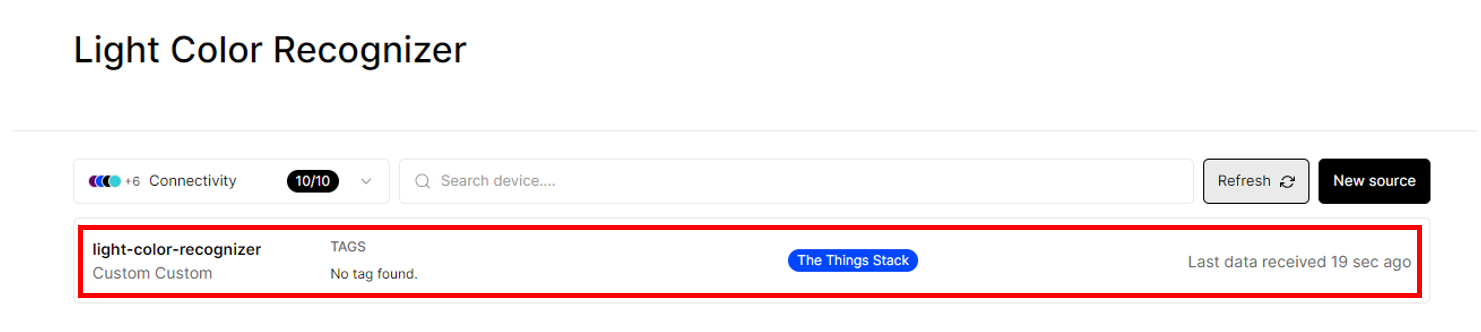 Light Color Recognizer
+6 Connectivity 10/10
Search device....
Refresh
New source
light-color-recognizer
Custom Custom
TAGS
No tag found.
The Things Stack
Last data received 19 sec ago